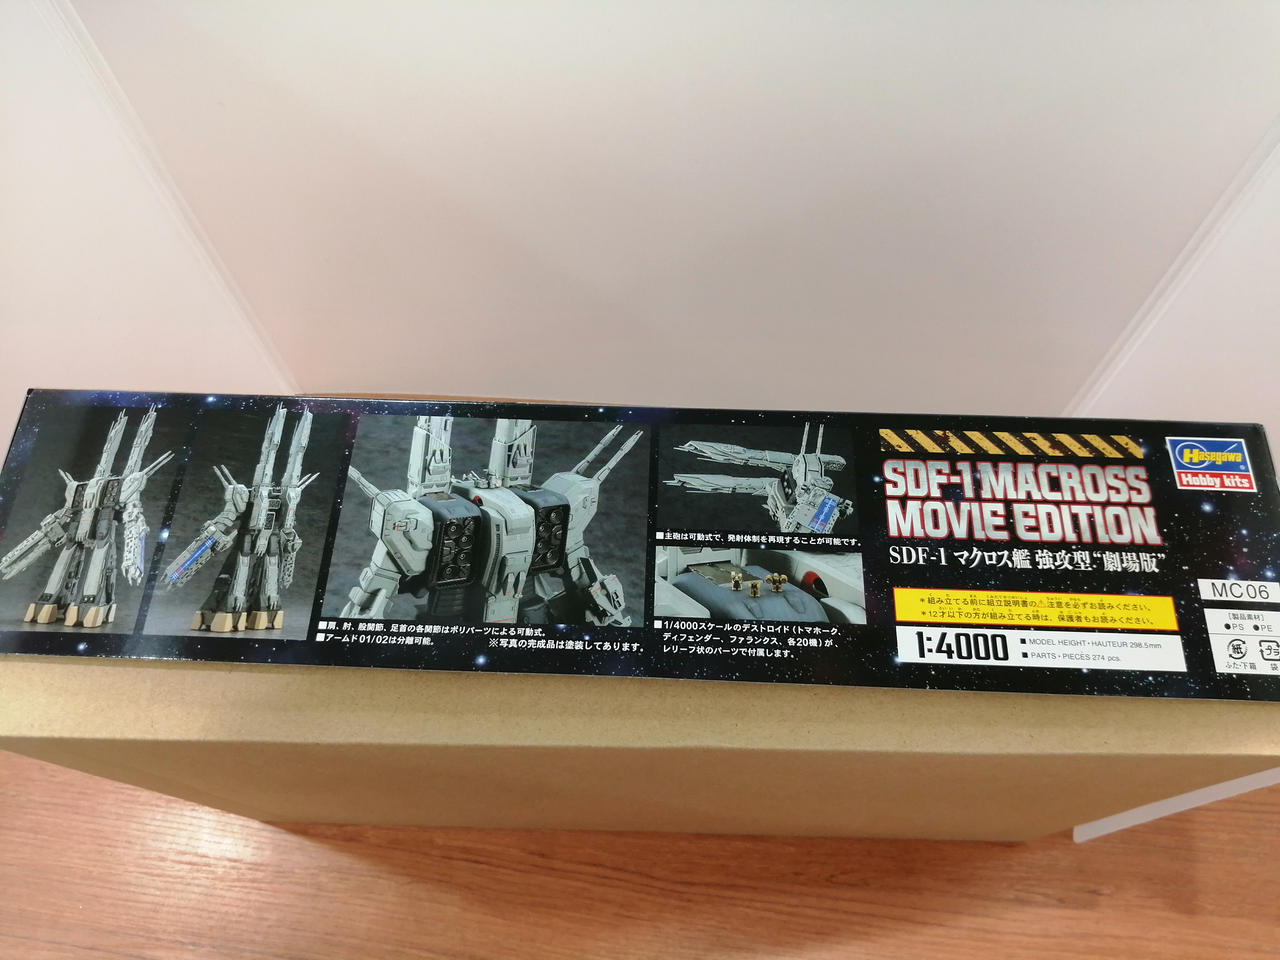 ■肩、肘、股関節、足首の各関節はポリパーツによる可動式。
■アームド01/02は分離可能。
※写真の完成品は塗装してあります。
■主砲は可動式で、発射体制を再現することが可能です。
■1/4000スケールのデストロイド(トマホーク、
ディフェンダー、ファランクス、各20機)が
レリーフ状のパーツで付属します。
SDF-1 MACROSS
MOVIE EDITION
SDF-1 マクロス艦 強攻型"劇場版"
*組み立てる前に組立説明書の⚠注意を必ずお読みください。
*12才以下の方が組み立てる時は、保護者もお読みください。
1:4000
■ MODEL HEIGHT・HAUTEUR 298.5mm
■ PARTS・PIECES 274 pcs.
Hasegawa
Hobby kits
MC06
【製品素材】
●PS ●PE
紙
プラ
ふた・下箱 袋